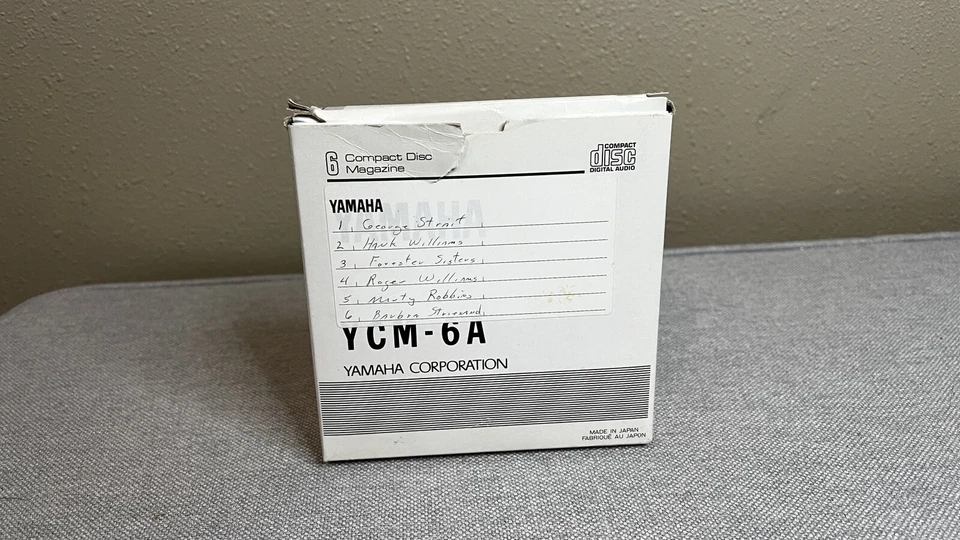 6 Compact Disc
Magazine
COMPACT
disc
DIGITAL AUDIO
YAMAHA
YAMAHA
1 George Strait
2 Hank Williams
3 Forester Sisters
4 Roger Williams
5 Marty Robbins
6 Barbra
YCM-6A
YAMAHA CORPORATION
MADE IN JAPAN
FABRIQUÉ AU JAPON